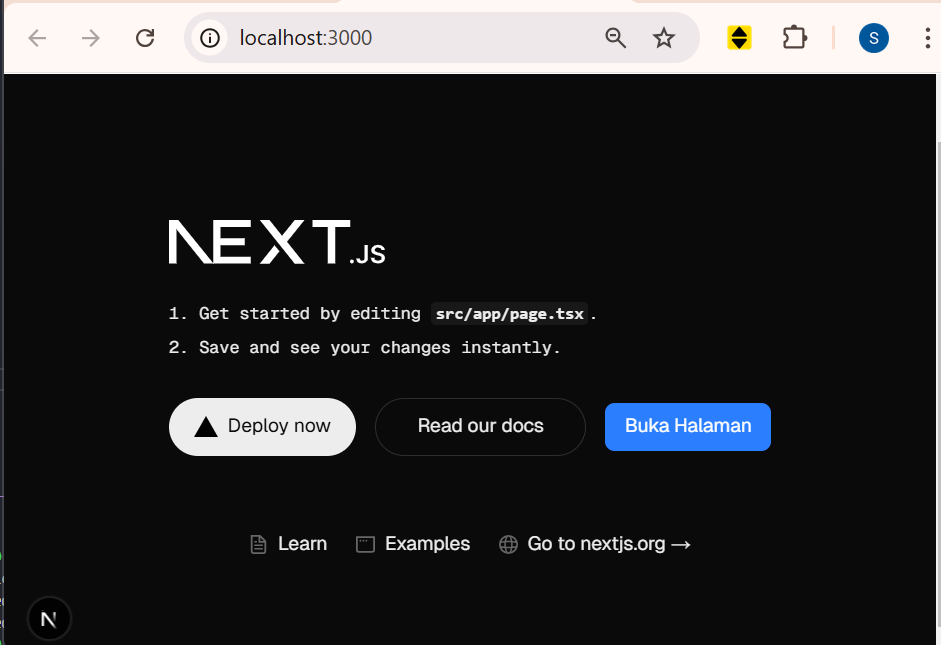 localhost:3000
S
NEXT.JS
1. Get started by editing src/app/page.tsx.
2. Save and see your changes instantly.
Deploy now Read our docs Buka Halaman
Learn Examples Go to nextjs.org →
N